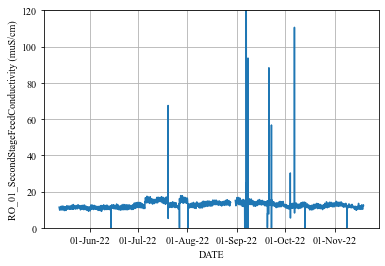 120
100
80
60
40
20
0
RO_01_SecondStageFeedConductivity (muS/cm)
01-Jun-22 01-Jul-22 01-Aug-22 01-Sep-22 01-Oct-22 01-Nov-22
DATE